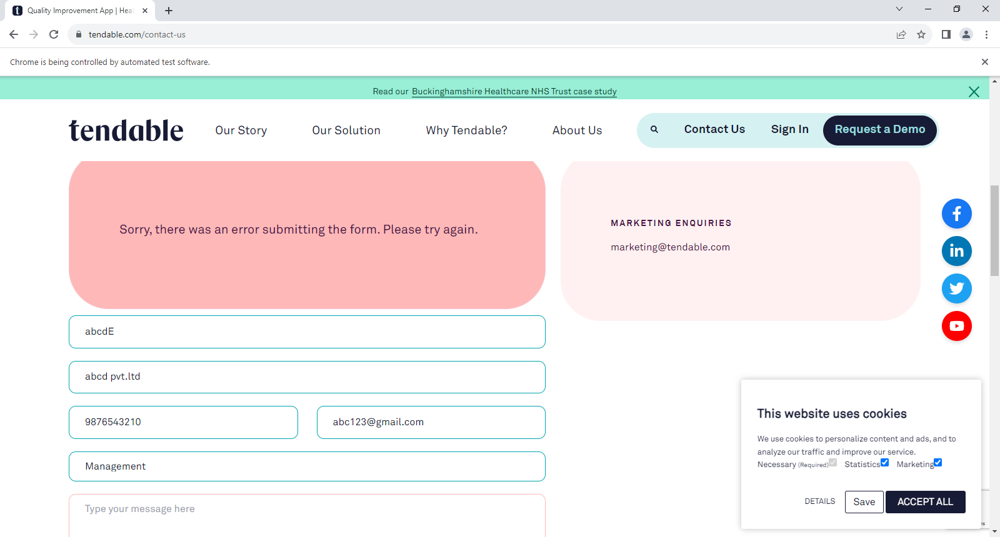 Quality Improvement App | Heal
tendable.com/contact-us
Chrome is being controlled by automated test software.
Read our Buckinghamshire Healthcare NHS Trust case study
tendable
Our Story
Our Solution
Why Tendable?
About Us
Contact Us
Sign In
Request a Demo
Sorry, there was an error submitting the form. Please try again.
MARKETING ENQUIRIES
marketing@tendable.com
abcdE
abcd pvt.ltd
9876543210
abc123@gmail.com
Management
Type your message here
This website uses cookies
We use cookies to personalize content and ads, and to
analyze our traffic and improve our service.
Necessary (Required) Statistics Marketing
DETAILS
Save
ACCEPT ALL